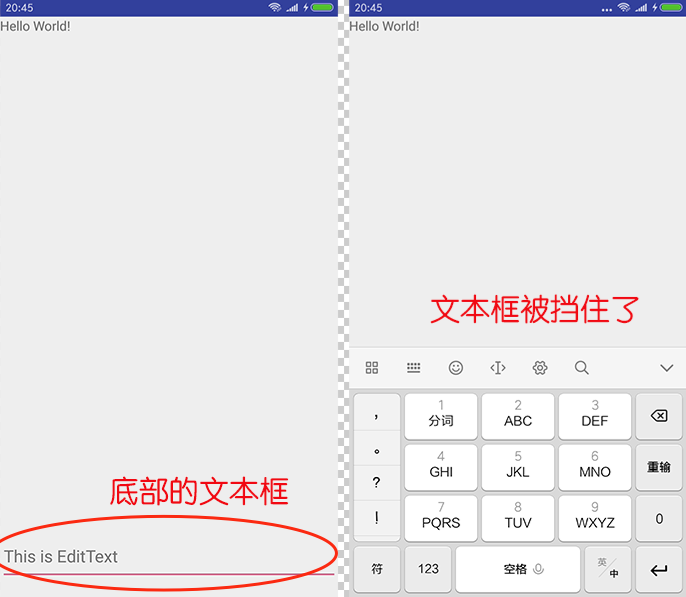 20:45
Hello World!
底部的文本框
This is EditText
20:45
Hello World!
文本框被挡住了
,
。
?
!
1
分词
2
ABC
3
DEF
4
GHI
5
JKL
6
MNO
重输
7
PQRS
8
TUV
9
WXYZ
0
符
123
空格
英
中